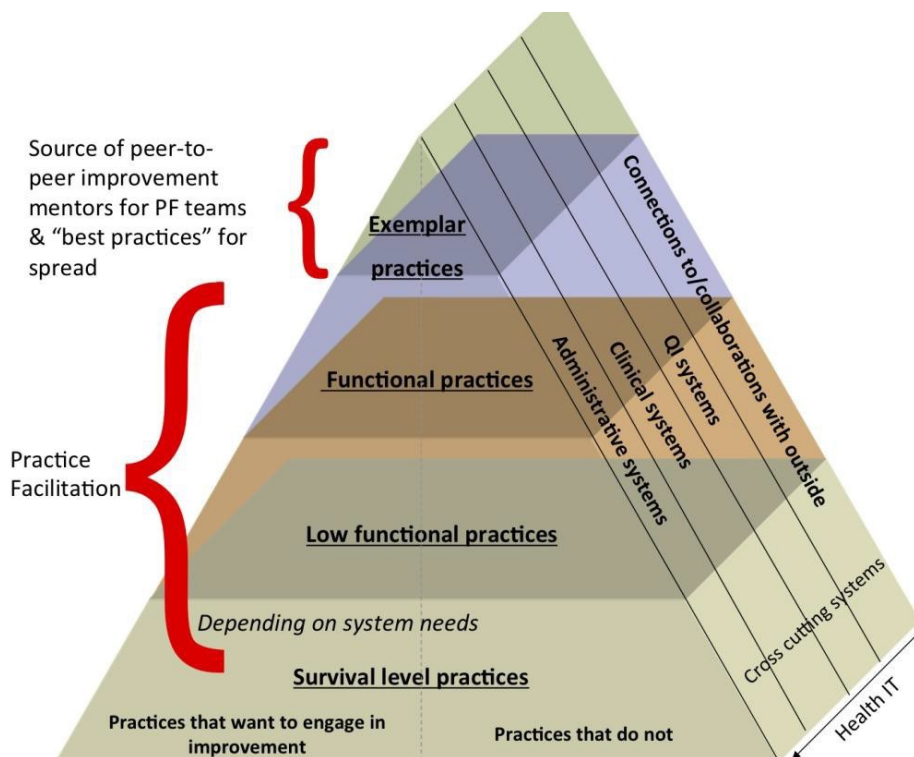 Source of peer-to-
peer improvement
mentors for PF teams
& “best practices” for
spread
Exemplar
practices
Practice
Facilitation
Functional practices
Low functional practices
Depending on system needs
Survival level practices
Practices that want to engage in
improvement
Practices that do not
Administrative systems
Clinical systems
QI systems
Connections to/collaborations with outside
Cross cutting systems
Health IT